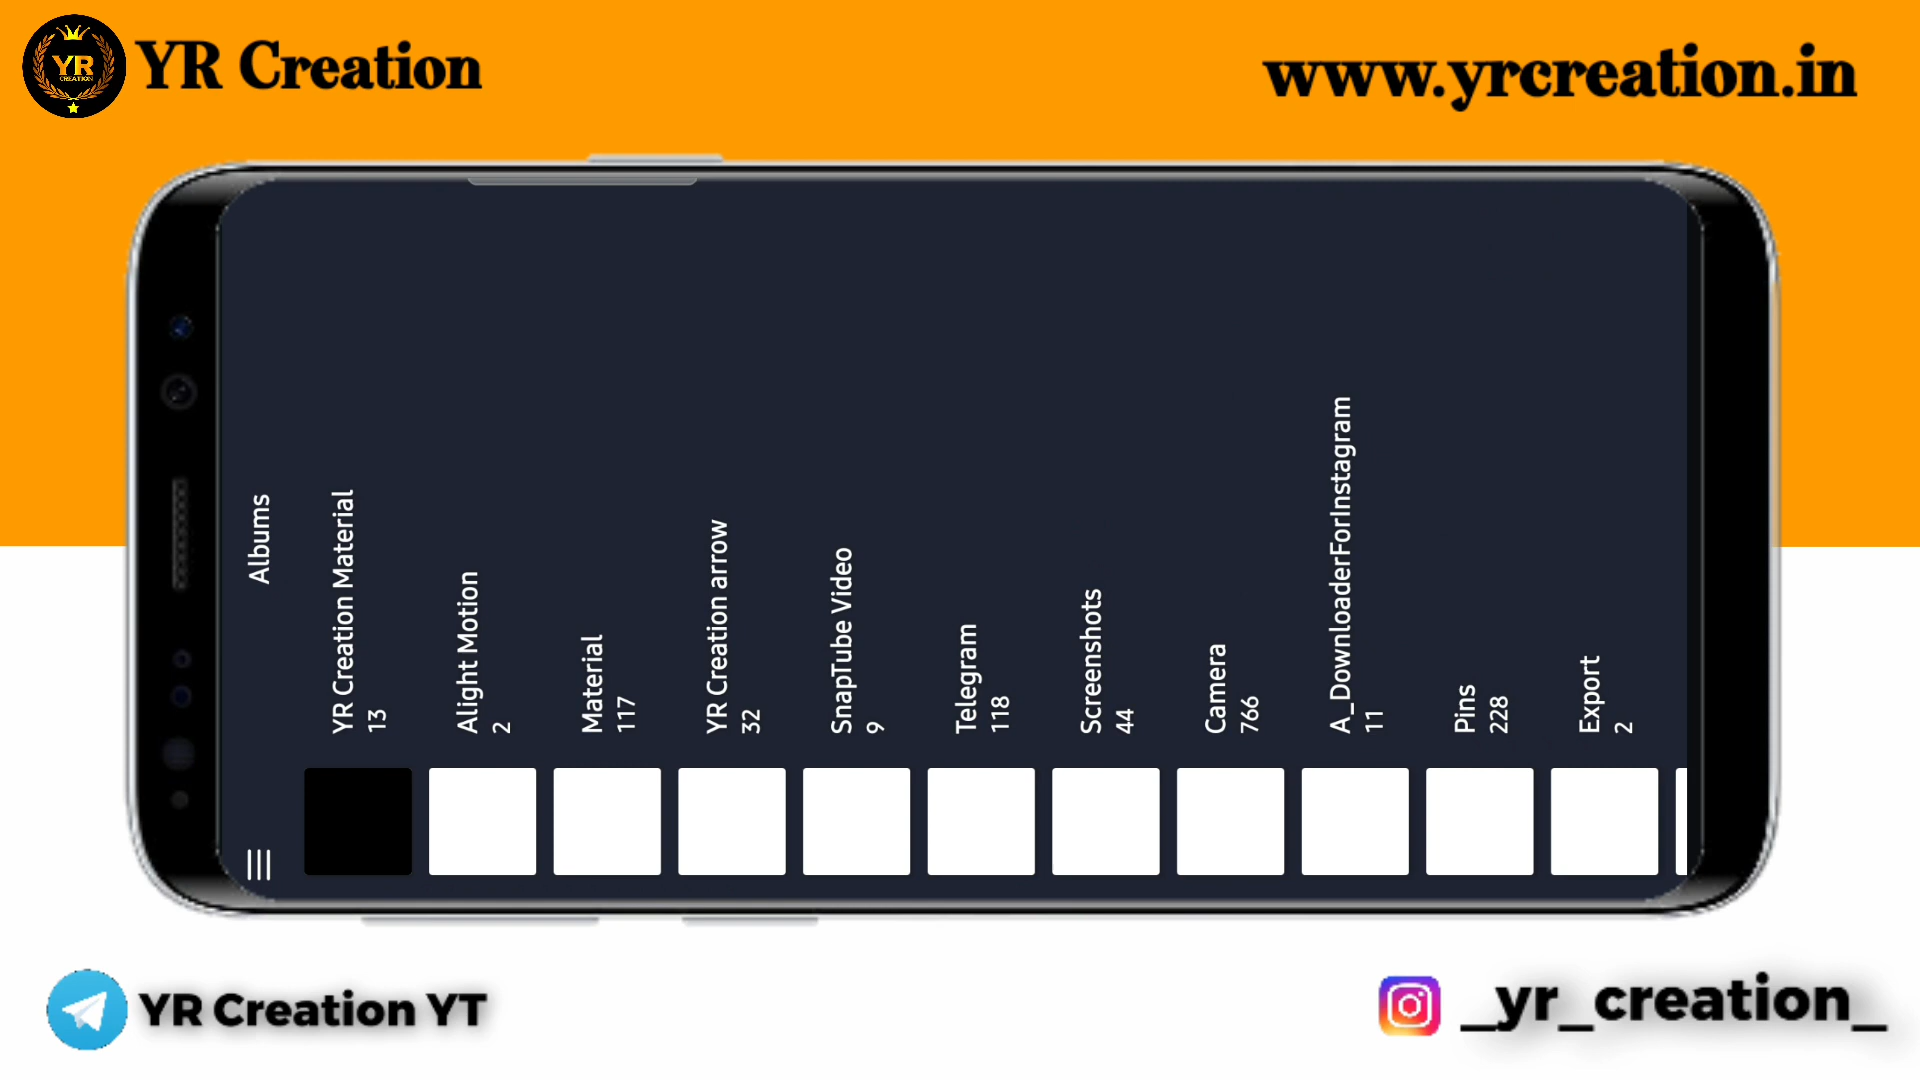 YR
CREATION
YR Creation
www.yrcreation.in
Albums
YR Creation Material
13
Alight Motion
2
Material
117
YR Creation arrow
32
SnapTube Video
9
Telegram
118
Screenshots
44
Camera
766
A_DownloaderForInstagram
11
Pins
228
Export
2
YR Creation YT
_yr_creation_